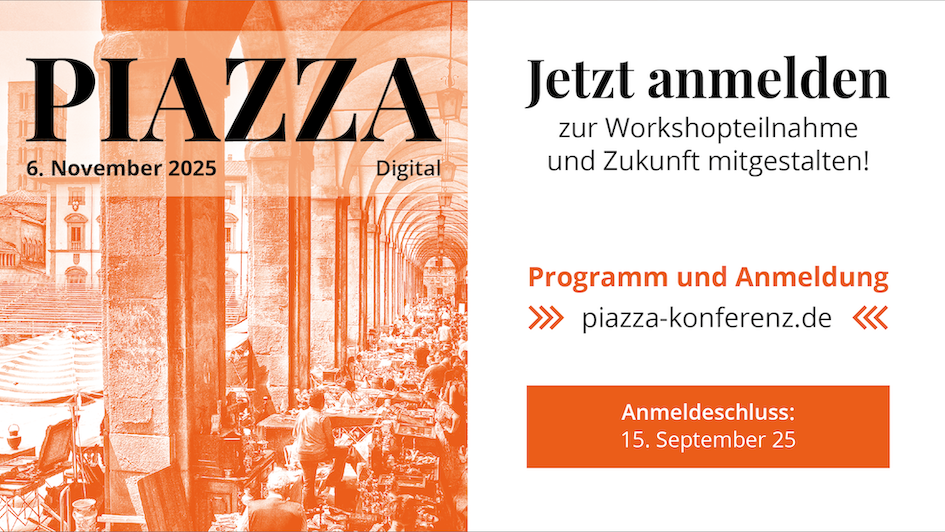 PIAZZA
6. November 2025 Digital
Jetzt anmelden
zur Workshopteilnahme
und Zukunft mitgestalten!
Programm und Anmeldung
piazza-konferenz.de
Anmeldeschluss:
15. September 25